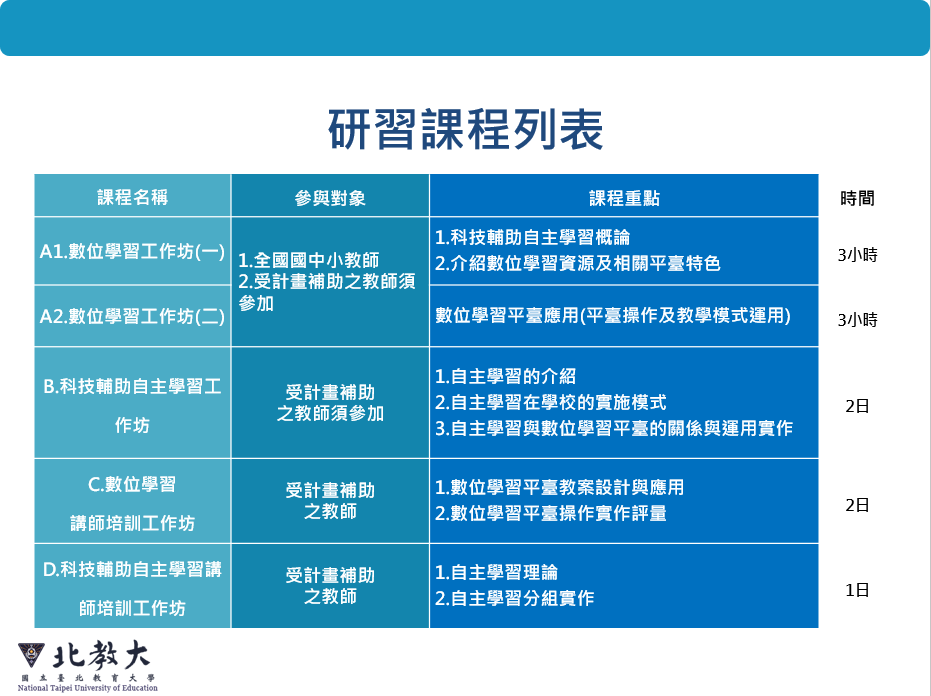 研習課程列表
課程名稱
參與對象
課程重點
時間
A1.數位學習工作坊(一)
1.全國國中小教師
2.受計畫補助之教師須
參加
1.科技輔助自主學習概論
2.介紹數位學習資源及相關平臺特色
3小時
A2.數位學習工作坊(二)
數位學習平臺應用(平臺操作及教學模式運用)
3小時
B.科技輔助自主學習工
作坊
受計畫補助
之教師須參加
1.自主學習的介紹
2.自主學習在學校的實施模式
3.自主學習與數位學習平臺的關係與運用實作
2日
C.數位學習
講師培訓工作坊
受計畫補助
之教師
1.數位學習平臺教案設計與應用
2.數位學習平臺操作實作評量
2日
D.科技輔助自主學習講
師培訓工作坊
受計畫補助
之教師
1.自主學習理論
2.自主學習分組實作
1日
北教大
國立臺北教育大學
National Taipei University of Education